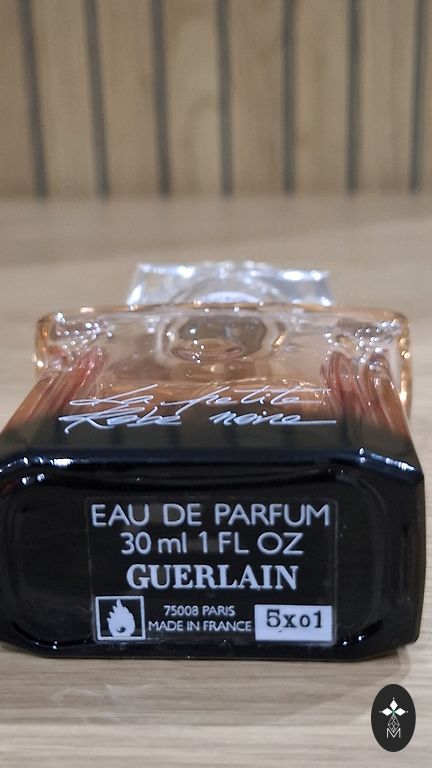 La petite
Robe noire
EAU DE PARFUM
30 ml 1 FL OZ
GUERLAIN
75008 PARIS
MADE IN FRANCE
5x01